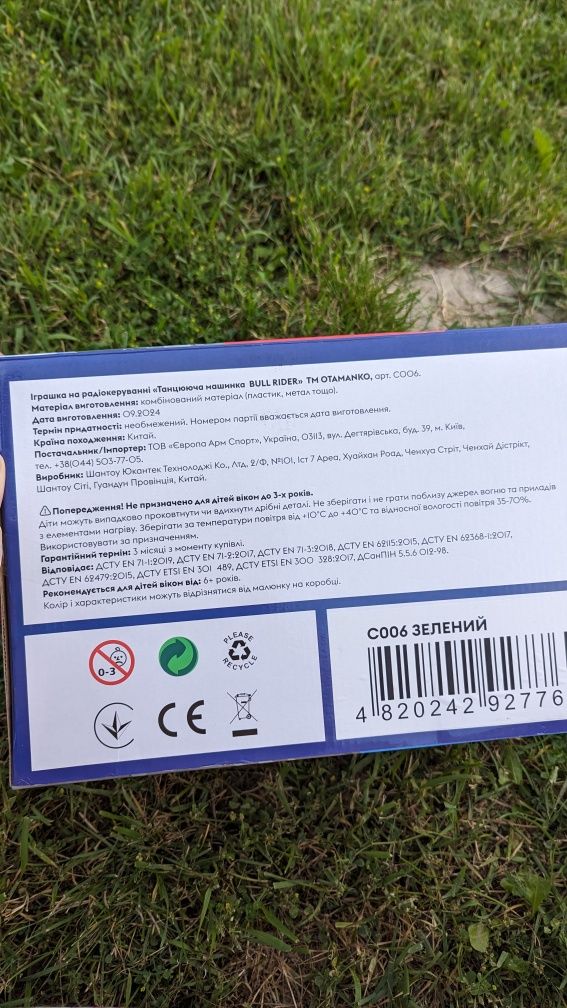 Іграшка на радіокеруванні «Танцююча машинка BULL RIDER» ТМ OTAMANKO, арт. C006.
Матеріал виготовлення: комбінований матеріал (пластик, метал тощо).
Дата виготовлення: 09.2024
Термін придатності: необмежений. Номером партії вважається дата виготовлення.
Країна походження: Китай.
Постачальник/Імпортер: ТОВ «Європа Арм Спорт», Україна, 03113, вул. Дегтярівська, буд. 39, м. Київ,
тел. +38(044) 503-77-05.
Виробник: Шантоу Юкантек Технолоджі Ко., Лтд, 2/Ф, №101, Іст 7 Ареа, Хуайхан Роад, Ченхуа Стріт, Ченхай Дістрікт,
Шантоу Сіті, Гуандун Провінція, Китай.
Попередження! Не призначено для дітей віком до 3-х років.
Діти можуть випадково проковтнути чи вдихнути дрібні деталі. Не зберігати і не грати поблизу джерел вогню та приладів
з елементами нагріву. Зберігати за температури повітря від +10°C до +40°C та відносної вологості повітря 35-70%.
Використовувати за призначенням.
Гарантійний термін: 3 місяці з моменту купівлі.
Відповідає: ДСТУ EN 71-1:2019, ДСТУ EN 71-2:2017, ДСТУ EN 71-3:2018, ДСТУ EN 62115:2015, ДСТУ EN 62368-1:2017,
ДСТУ EN 62479:2015, ДСТУ ETSI EN 301 489, ДСТУ ETSI EN 300 328:2017, ДСанПІН 5.5.6 012-98.
Рекомендується для дітей віком від: 6+ років.
Колір і характеристики можуть відрізнятися від малюнку на коробці.
0-3
PLEASE RECYCLE
CE
C006 ЗЕЛЕНИЙ
4 820242 92776